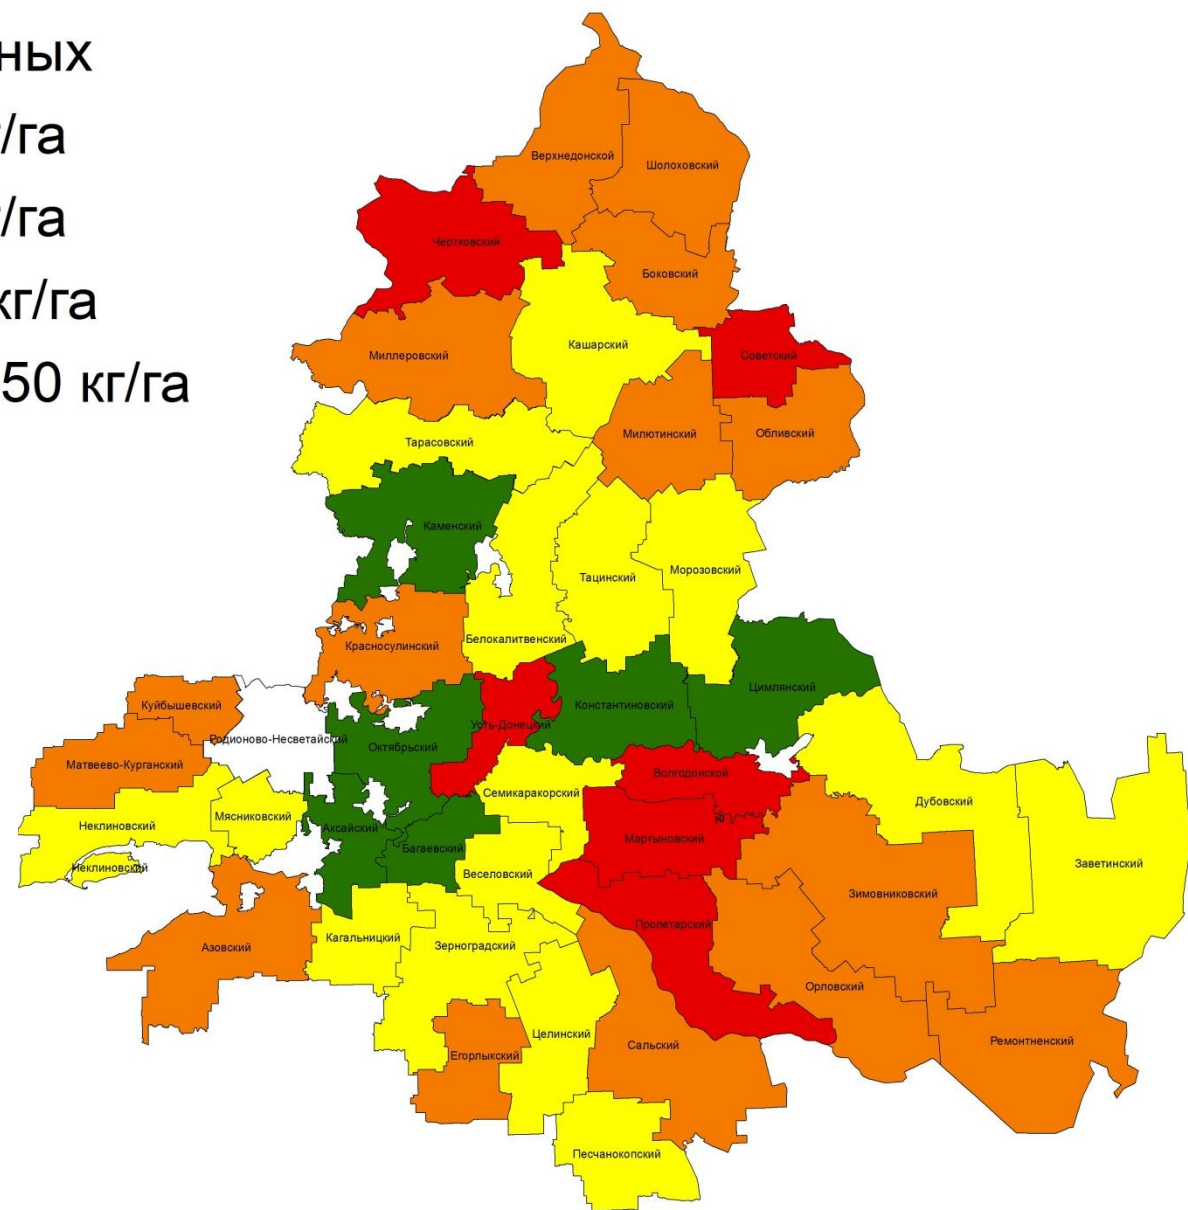 ных
/га
/га
кг/га
50 кг/га
Верхнедонской
Шолоховский
Чертковский
Боковский
Кашарский
Миллеровский
Советский
Милютинский
Обливский
Тарасовский
Каменский
Тацинский
Морозовский
Белокалитвенский
Красносулинский
Куйбышевский
Усть-Донецкий
Константиновский
Цимлянский
Родионово-Несветайский
Октябрьский
Матвеево-Курганский
Волгодонской
Семикаракорский
Дубовский
Неклиновский
Мясниковский
Аксайский
Мартыновский
Багаевский
Неклиновский
Веселовский
Заветинский
Зимовниковский
Пролетарский
Кагальницкий
Зерноградский
Азовский
Орловский
Целинский
Сальский
Ремонтненский
Егорлыкский
Песчанокопский